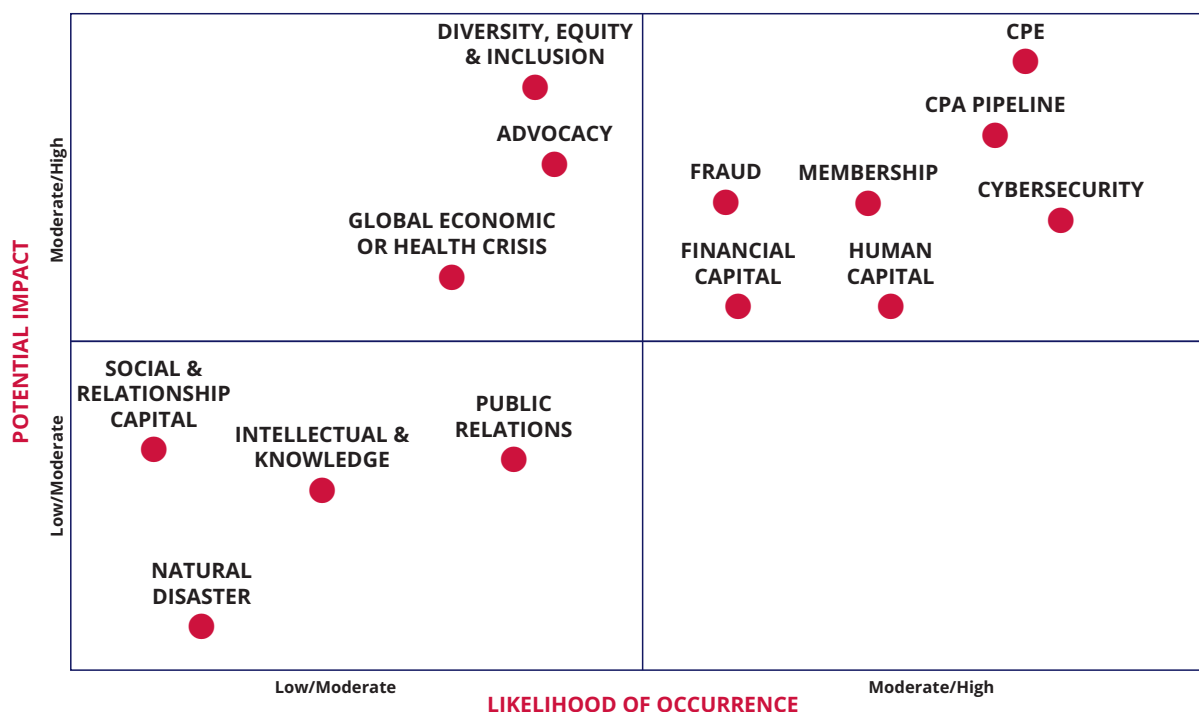 DIVERSITY, EQUITY
& INCLUSION
CPE
CPA PIPELINE
ADVOCACY
FRAUD
MEMBERSHIP
CYBERSECURITY
GLOBAL ECONOMIC
OR HEALTH CRISIS
FINANCIAL
CAPITAL
HUMAN
CAPITAL
POTENTIAL IMPACT
Moderate/High
Low/Moderate
SOCIAL &
RELATIONSHIP
CAPITAL
INTELLECTUAL &
KNOWLEDGE
PUBLIC
RELATIONS
NATURAL
DISASTER
Low/Moderate
Moderate/High
LIKELIHOOD OF OCCURRENCE